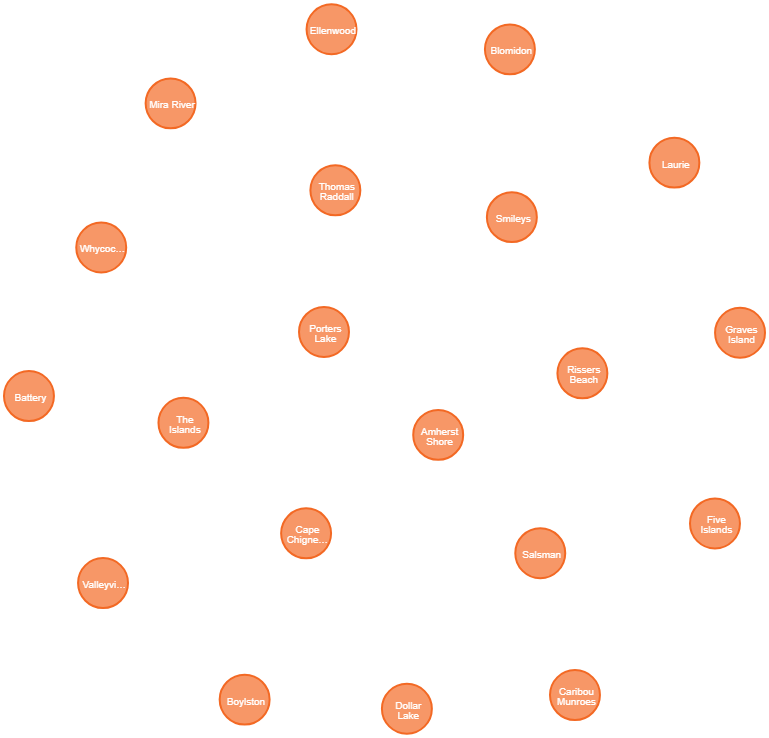 Ellenwood
Blomidon
Mira River
Laurie
Thomas
Raddall
Smileys
Whycoc...
Porters
Lake
Graves
Island
Rissers
Beach
Battery
The
Islands
Amherst
Shore
Five
Islands
Cape
Chigne...
Salsman
Valleyvi...
Boylston
Dollar
Lake
Caribou
Munroes